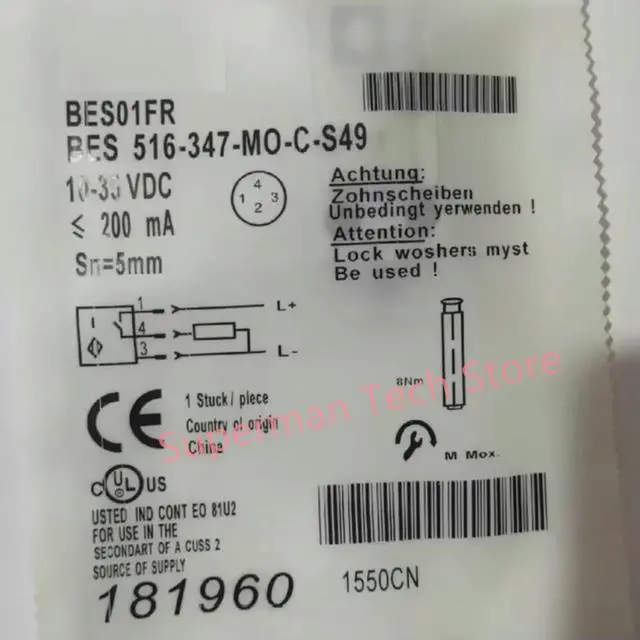 BES01FR
BES 516-347-MO-C-S49
10-35 VDC
≤ 200 mA
Sn=5mm
4
1 3
2
Achtung:
Zohnscheiben
Unbedingt yerwenden !
Attention:
Lock woshers myst
Be used !
1
4
3
L+
L-
8Nm
M Mox.
1 Stuck/ piece
Country of origin
China
CE
c UL US
USTED IND CONT EO 81U2
FOR USE IN THE
SECONDART OF A CUSS 2
SOURCE OF SUPPLY
181960
1550CN
Superman Tech Store